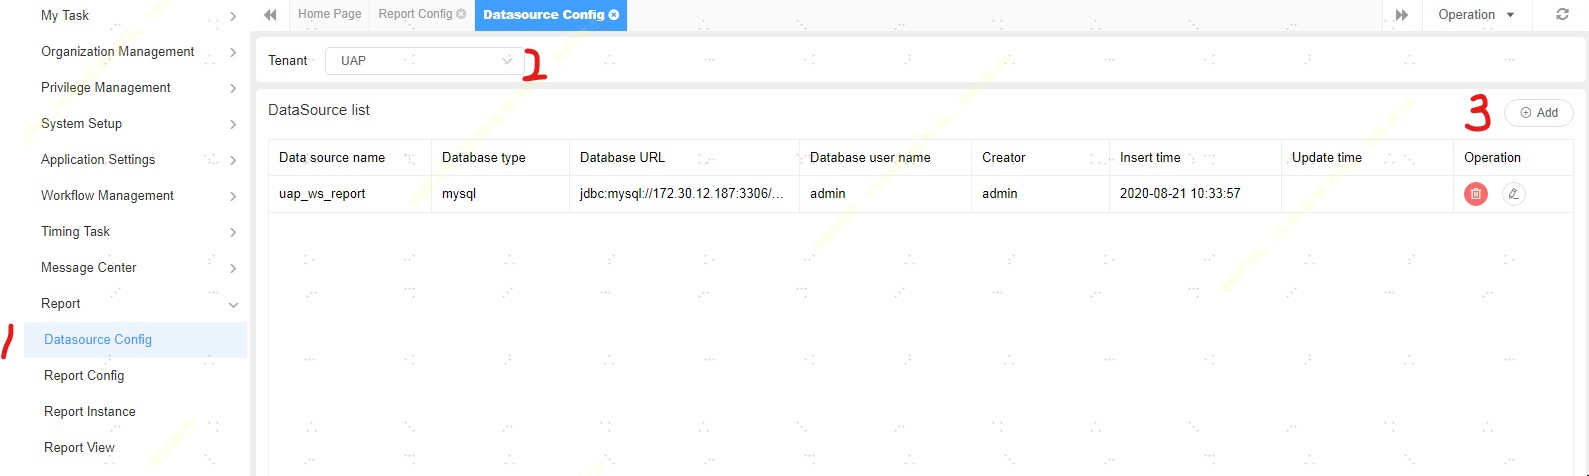 My Task
Organization Management
Privilege Management
System Setup
Application Settings
Workflow Management
Timing Task
Message Center
Report
1
Datasource Config
Report Config
Report Instance
Report View
Home Page
Report Config
Datasource Config
Operation
Tenant
UAP
2
DataSource list
3
Add
Data source name
Database type
Database URL
Database user name
Creator
Insert time
Update time
Operation
uap_ws_report
mysql
jdbc:mysql://172.30.12.187:3306/...
admin
admin
2020-08-21 10:33:57